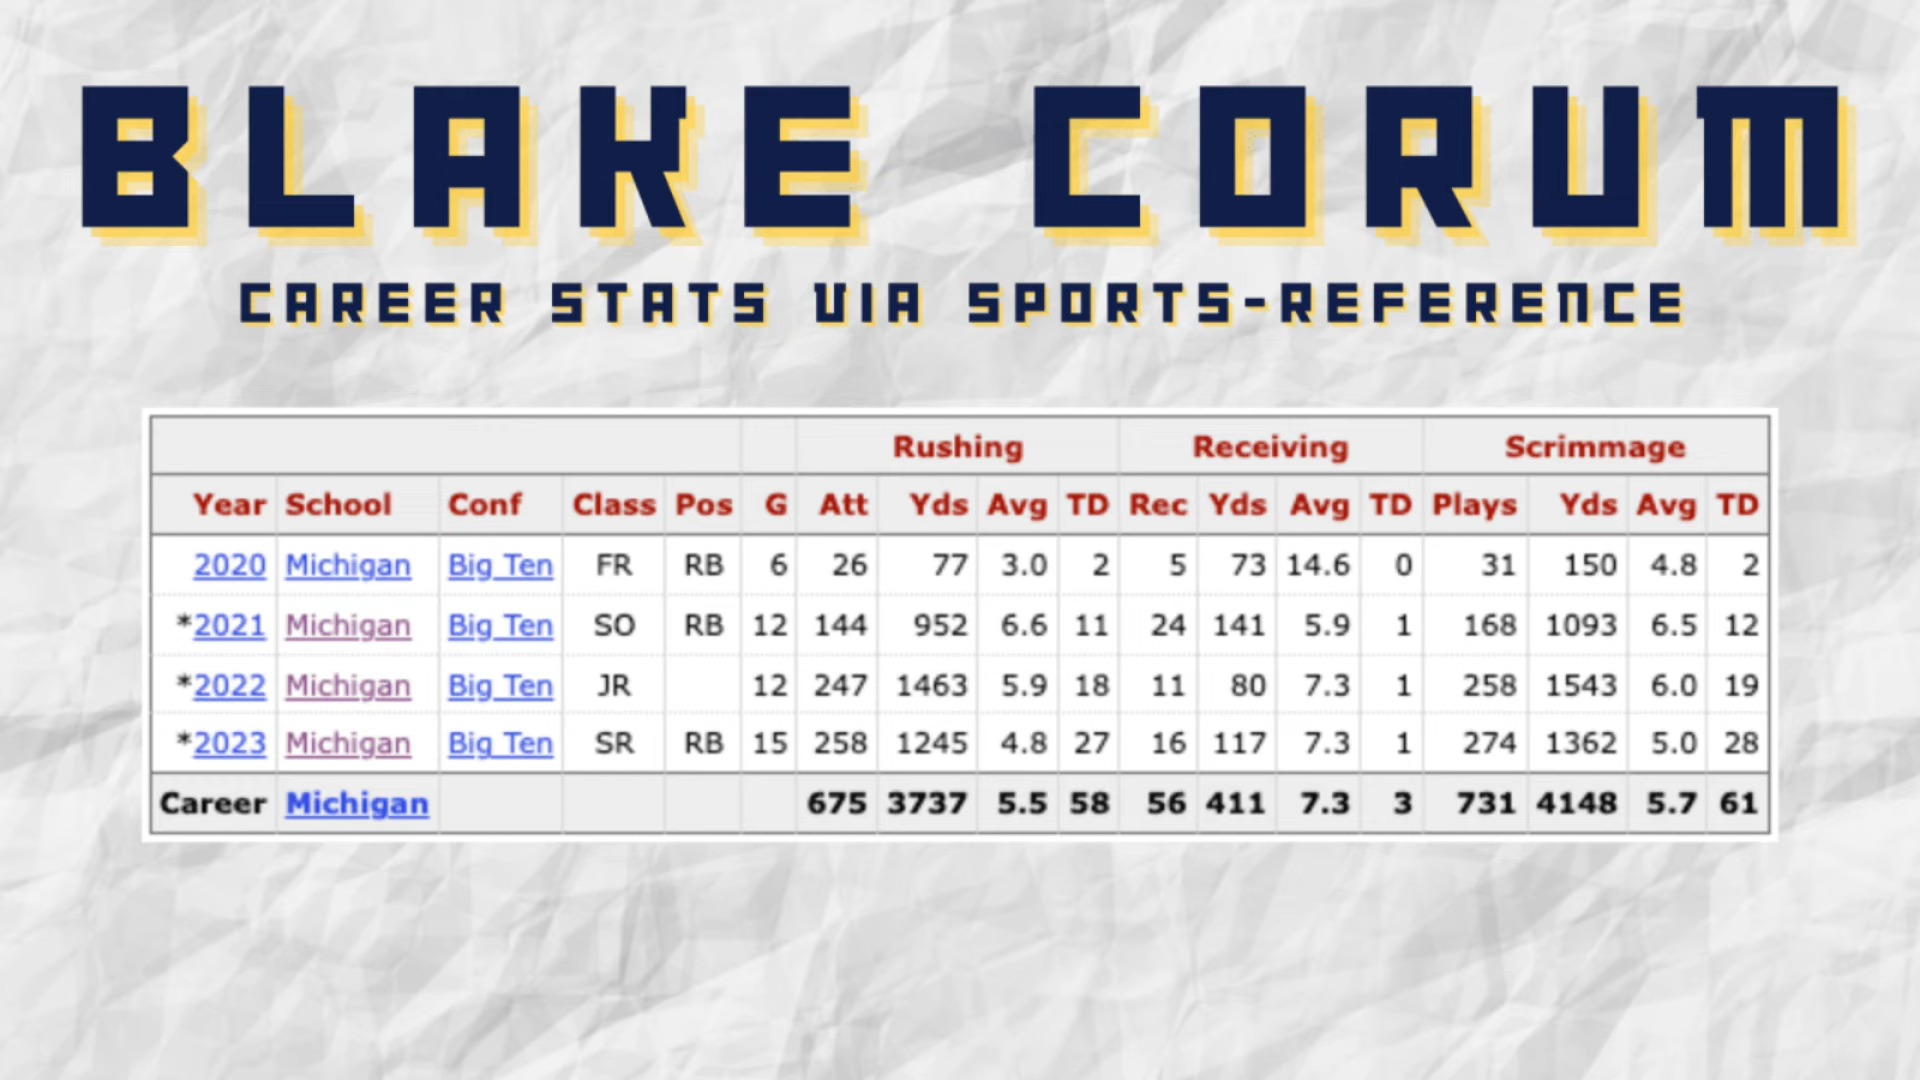 BLAKE CORUM
CAREER STATS VIA SPORTS-REFERENCE
Rushing Receiving Scrimmage
Year School Conf Class Pos G Att Yds Avg TD Rec Yds Avg TD Plays Yds Avg TD
2020 Michigan Big Ten FR RB 6 26 77 3.0 2 5 73 14.6 0 31 150 4.8 2
*2021 Michigan Big Ten SO RB 12 144 952 6.6 11 24 141 5.9 1 168 1093 6.5 12
*2022 Michigan Big Ten JR 12 247 1463 5.9 18 11 80 7.3 1 258 1543 6.0 19
*2023 Michigan Big Ten SR RB 15 258 1245 4.8 27 16 117 7.3 1 274 1362 5.0 28
Career Michigan 675 3737 5.5 58 56 411 7.3 3 731 4148 5.7 61